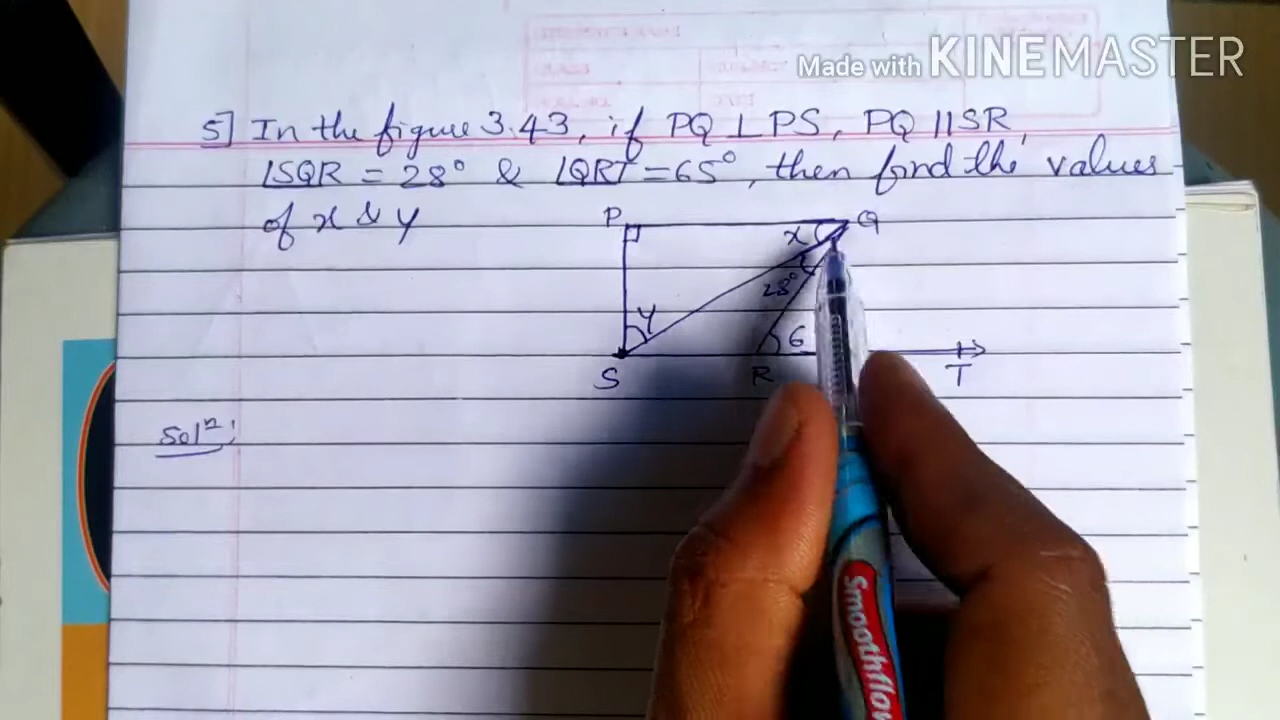 Made with KINEMASTER
5] In the figure 3.43, if PQ ⊥ PS, PQ || SR,
∠SQR = 28° & ∠QRT = 65°, then find the values
of x & y
P Q
x
28°
y
6
S R T
Solⁿ:
Smoothflow